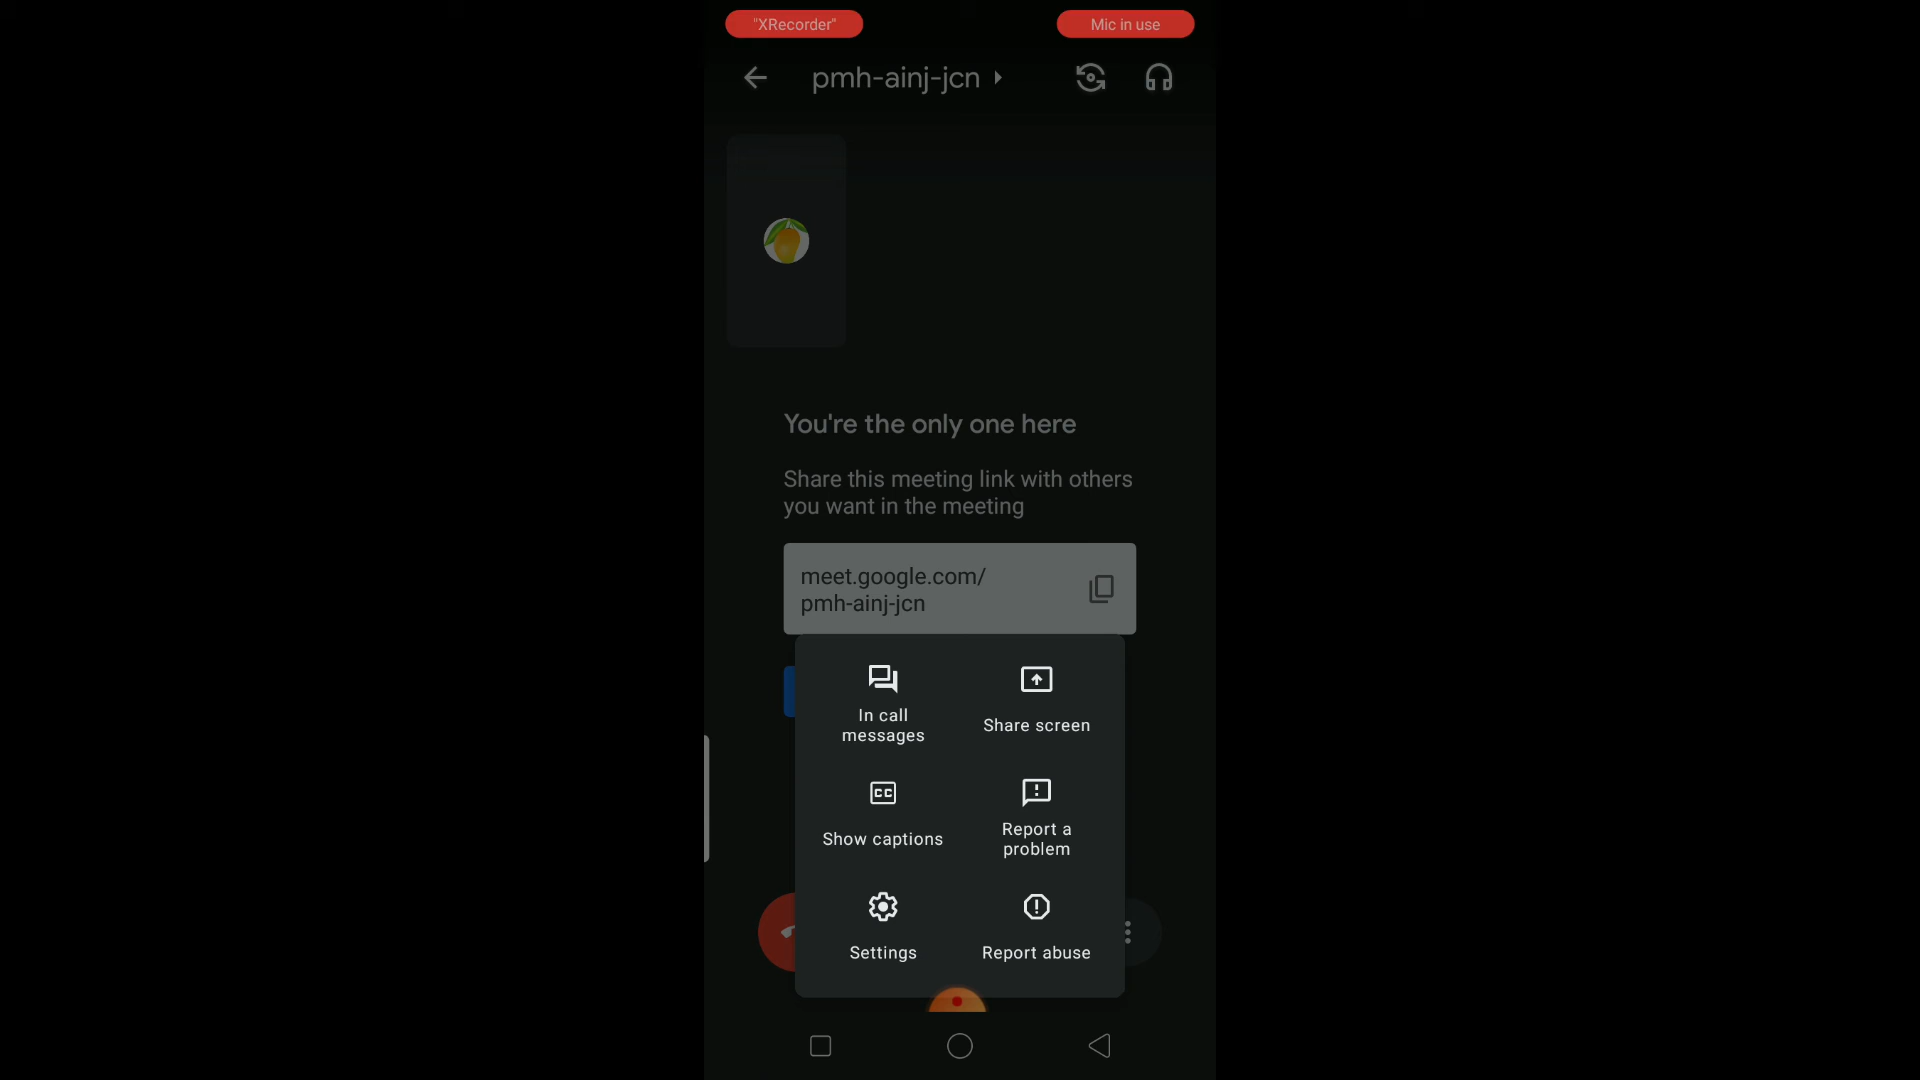 "XRecorder"
Mic in use
pmh-ainj-jcn
You're the only one here
Share this meeting link with others
you want in the meeting
meet.google.com/
pmh-ainj-jcn
In call
messages
Share screen
CC
Show captions
Report a
problem
Settings
Report abuse